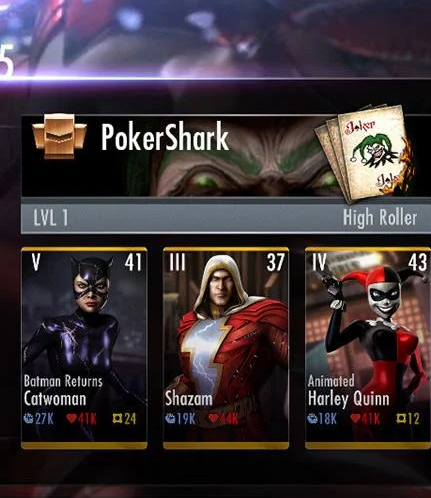 5
PokerShark
Joker
Joker
LVL 1
High Roller
V 41
III 37
IV 43
Batman Returns
Catwoman
27K 41K 24
Shazam
19K 44K
Animated
Harley Quinn
18K 41K 12